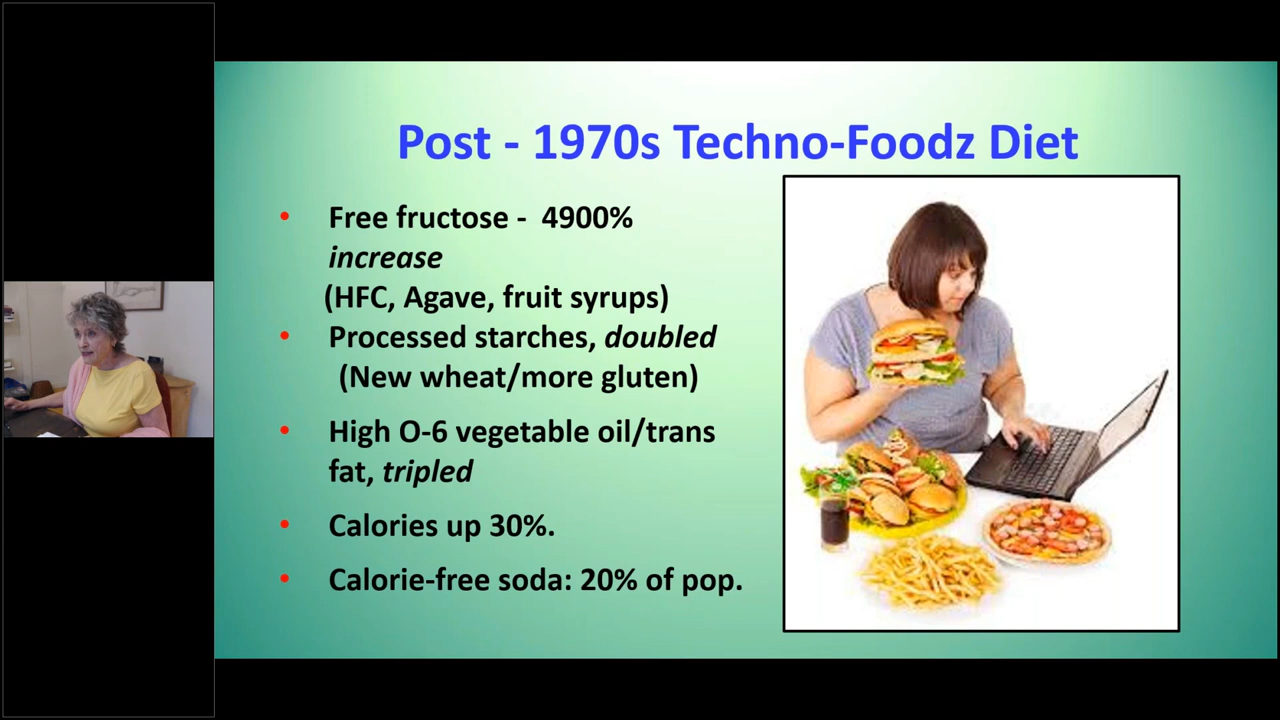 Post - 1970s Techno-Foodz Diet
• Free fructose - 4900%
increase
(HFC, Agave, fruit syrups)
• Processed starches, doubled
(New wheat/more gluten)
• High O-6 vegetable oil/trans
fat, tripled
• Calories up 30%.
• Calorie-free soda: 20% of pop.